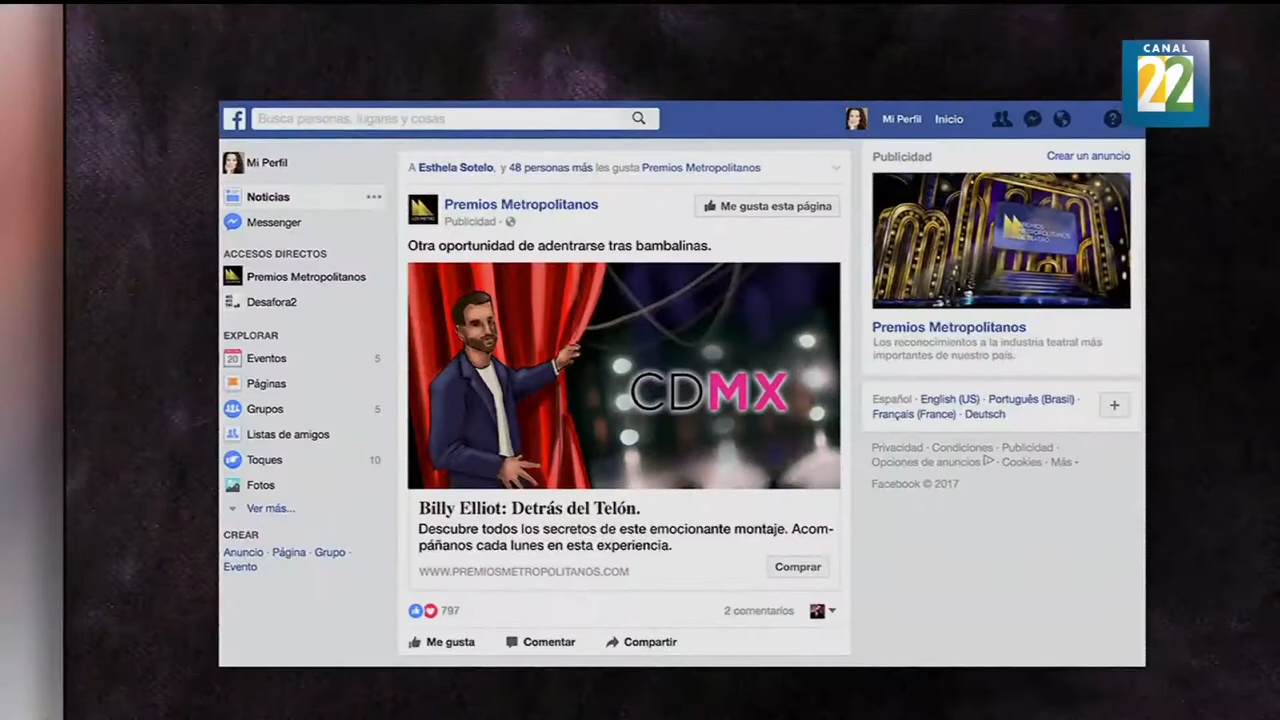 CANAL
22
f
Busca personas, lugares y cosas
Mi Perfil
Inicio
?
Mi Perfil
Noticias
Messenger
ACCESOS DIRECTOS
Premios Metropolitanos
Desafora2
EXPLORAR
20 Eventos 5
Páginas
Grupos 5
Listas de amigos
Toques 10
Fotos
Ver más...
CREAR
Anuncio · Página · Grupo ·
Evento
A Esthela Sotelo, y 48 personas más les gusta Premios Metropolitanos
Premios Metropolitanos
Publicidad ·
Me gusta esta página
Otra oportunidad de adentrarse tras bambalinas.
CDMX
Billy Elliot: Detrás del Telón.
Descubre todos los secretos de este emocionante montaje. Acom-
páñanos cada lunes en esta experiencia.
WWW.PREMIOSMETROPOLITANOS.COM
Comprar
797
2 comentarios
Me gusta
Comentar
Compartir
Publicidad
Crear un anuncio
PREMIOS
METROPOLITANOS
DE TEATRO
Premios Metropolitanos
Los reconocimientos a la industria teatral más
importantes de nuestro país.
Español · English (US) · Português (Brasil) ·
Français (France) · Deutsch
+
Privacidad · Condiciones · Publicidad ·
Opciones de anuncios · Cookies · Más
Facebook © 2017